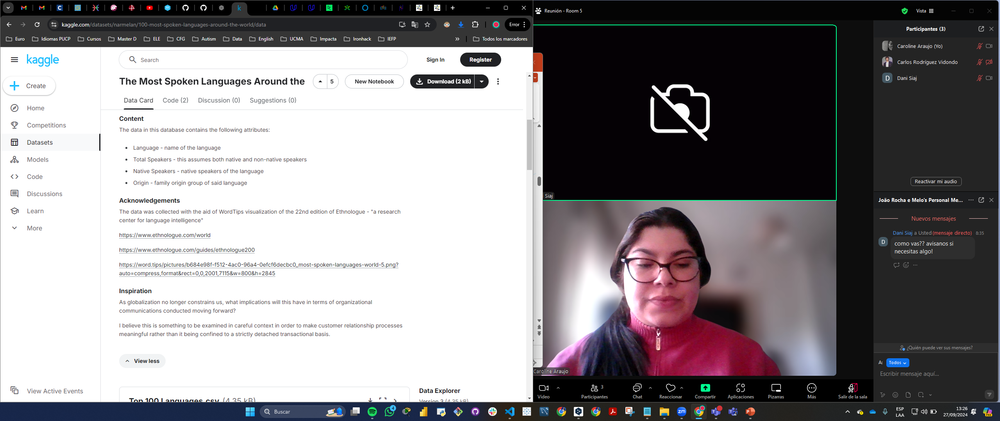 kaggle.com/datasets/narmelan/100-most-spoken-languages-around-the-world/data
Error
Euro
Idiomas PUCP
Cursos
Master D
ELE
CFG
Autism
Data
English
UCMA
Impacta
Ironhack
IEFP
»
Todos los marcadores
kaggle
Search
Sign In
Register
Create
Home
Competitions
Datasets
Models
Code
Discussions
Learn
More
View Active Events
The Most Spoken Languages Around the
5
New Notebook
Download (2 kB)
Data Card
Code (2)
Discussion (0)
Suggestions (0)
Content
The data in this database contains the following attributes:
• Language - name of the language
• Total Speakers - this assumes both native and non-native speakers
• Native Speakers - native speakers of the language
• Origin - family origin group of said language
Acknowledgements
The data was collected with the aid of WordTips visualization of the 22nd edition of Ethnologue - "a research
center for language intelligence"
https://www.ethnologue.com/world
https://www.ethnologue.com/guides/ethnologue200
https://word.tips/pictures/b684e98f-f512-4ac0-96a4-0efcf6decbc0_most-spoken-languages-world-5.png?
auto=compress,format&rect=0,0,2001,7115&w=800&h=2845
Inspiration
As globalization no longer constrains us, what implications will this have in terms of organizational
communications conducted moving forward?
I believe this is something to be examined in careful context in order to make customer relationship processes
meaningful rather than it being confined to a strictly detached transactional basis.
View less
Top 100 Languages.csv (4.35 kB)
Data Explorer
Version 3 (4.35 kB)
Reunión - Room 5
Vista
Siaj
Caroline Araujo
Participantes (3)
Caroline Araujo (Yo)
Carlos Rodríguez Vidondo
D Dani Siaj
Reactivar mi audio
João Rocha e Melo's Personal Me...
Nuevos mensajes
Dani Siaj a Usted (mensaje directo) 8:35
D
como vas?? avisanos si
necesitas algo!
¿Quién puede ver sus mensajes?
A: Todos
Escribir mensaje aquí...
Vídeo
3
Participantes
Chat
Reaccionar
Compartir
Aplicaciones
Pizarras
Más
Salir de la sala
Buscar
4
zm
ESP
LAA
13:26
27/09/2024
PRE